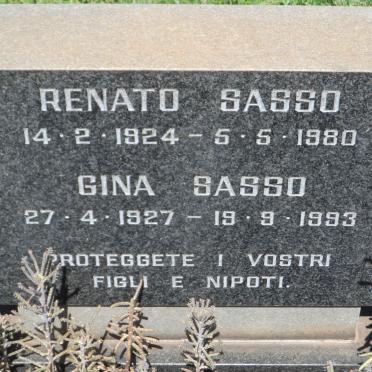 RENATO SASSO
14·2·1924 – 5·5·1980
GINA SASSO
27·4·1927 – 19·9·1993
PROTEGGETE I VOSTRI
FIGLI E NIPOTI.